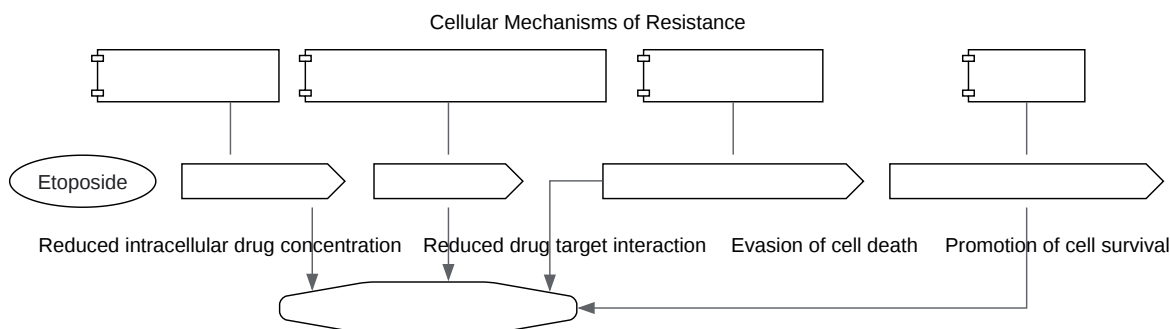 Cellular Mechanisms of Resistance
Etoposide
Reduced intracellular drug concentration
Reduced drug target interaction
Evasion of cell death
Promotion of cell survival